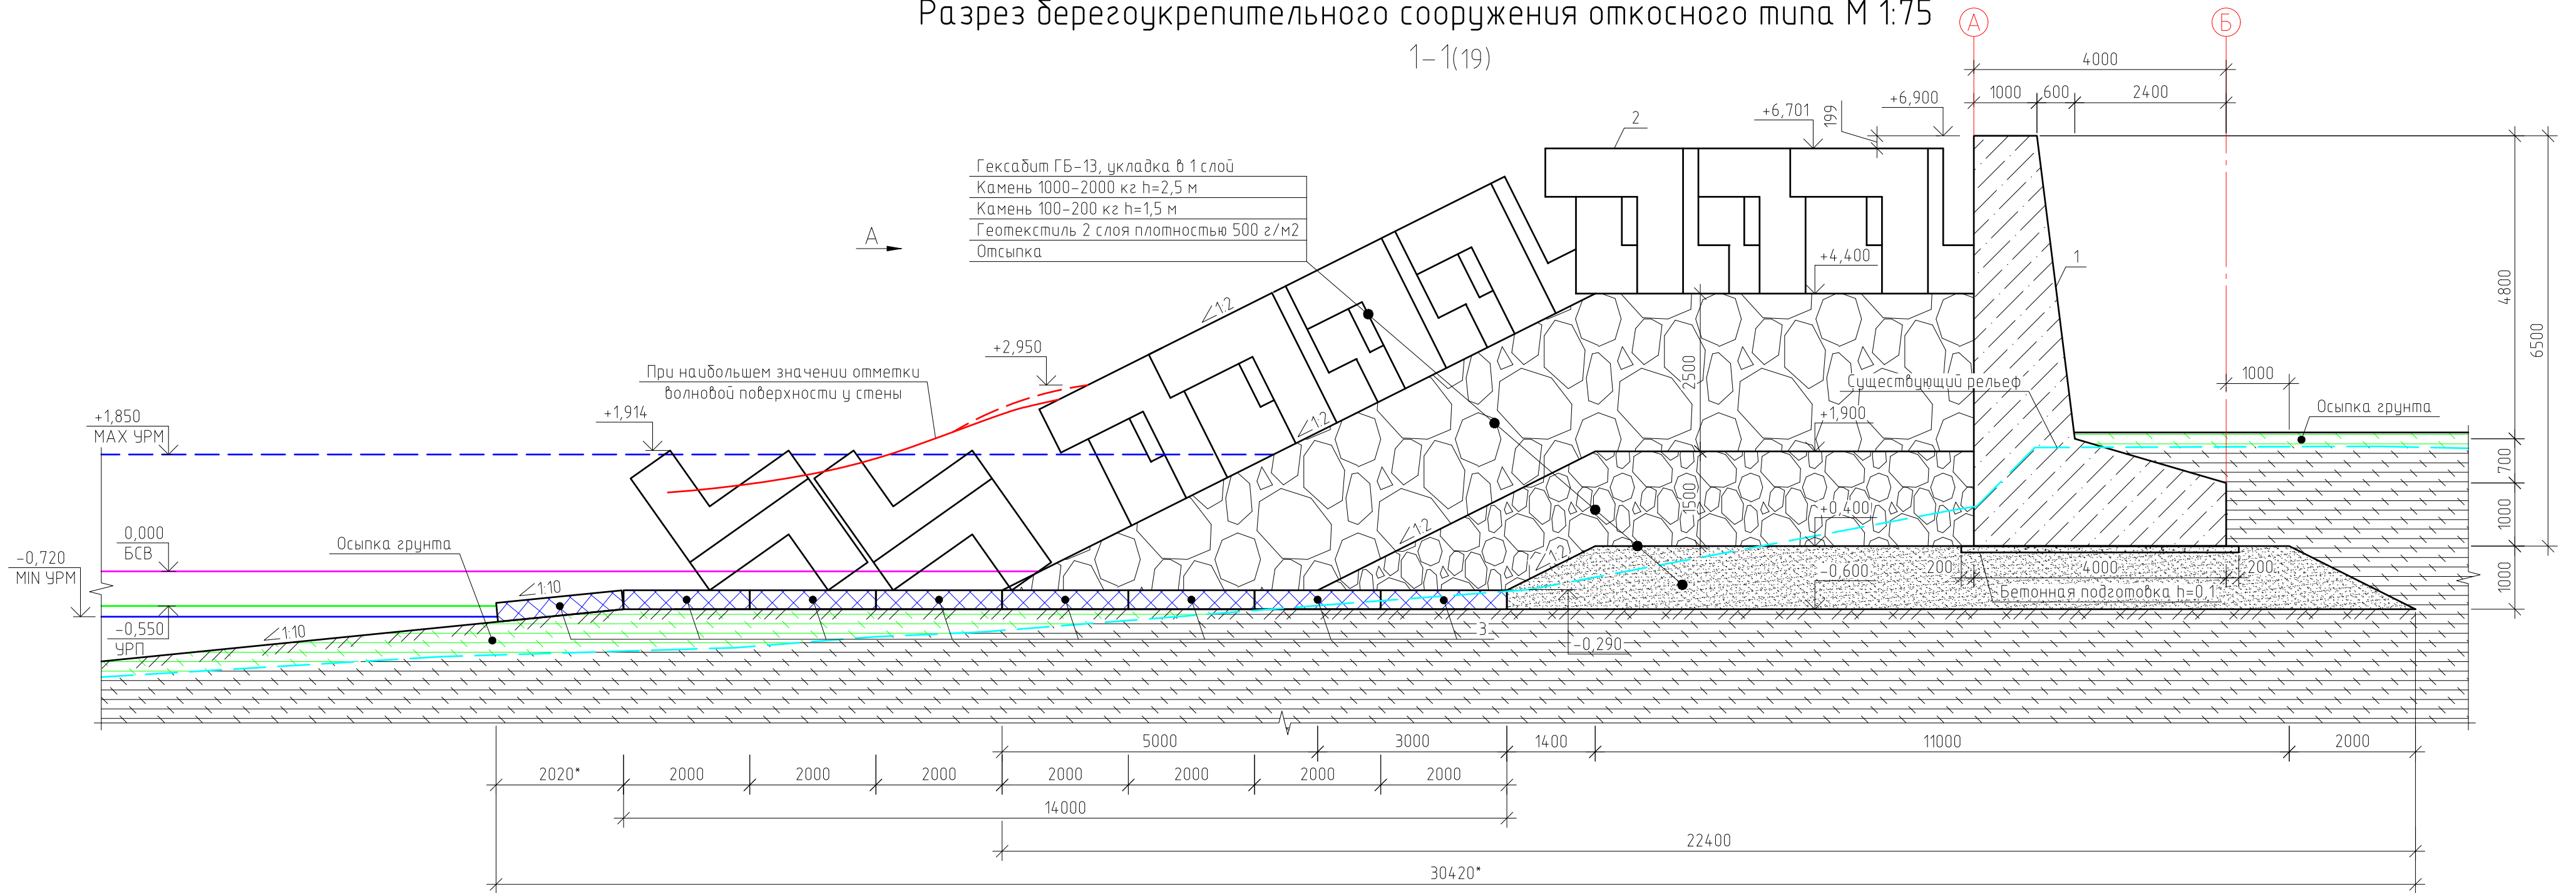 Разрез берегоукрепительного сооружения откосного типа М 1:75
1-1(19)
А
Б
4000
1000
600
2400
+6,701
199
+6,900
2
Гексабит ГБ-13, укладка в 1 слой
Камень 1000-2000 кг h=2,5 м
Камень 100-200 кг h=1,5 м
Геотекстиль 2 слоя плотностью 500 г/м2
Отсыпка
А
1
+4,400
4800
6500
1:2
+2,950
При наибольшем значении отметки
волновой поверхности у стены
2500
Существующий рельеф
1000
Осыпка грунта
+1,850
МАХ УРМ
+1,914
1:2
+1,900
700
1500
+0,400
1000
0,000
БСВ
Осыпка грунта
1:2
1:2
-0,720
MIN УРМ
1:10
-0,600
200
4000
200
1000
Бетонная подготовка h=0,1
-0,550
УРП
1:10
3
-0,290
5000
3000
1400
11000
2000
2020*
2000
2000
2000
2000
2000
2000
2000
14000
22400
30420*